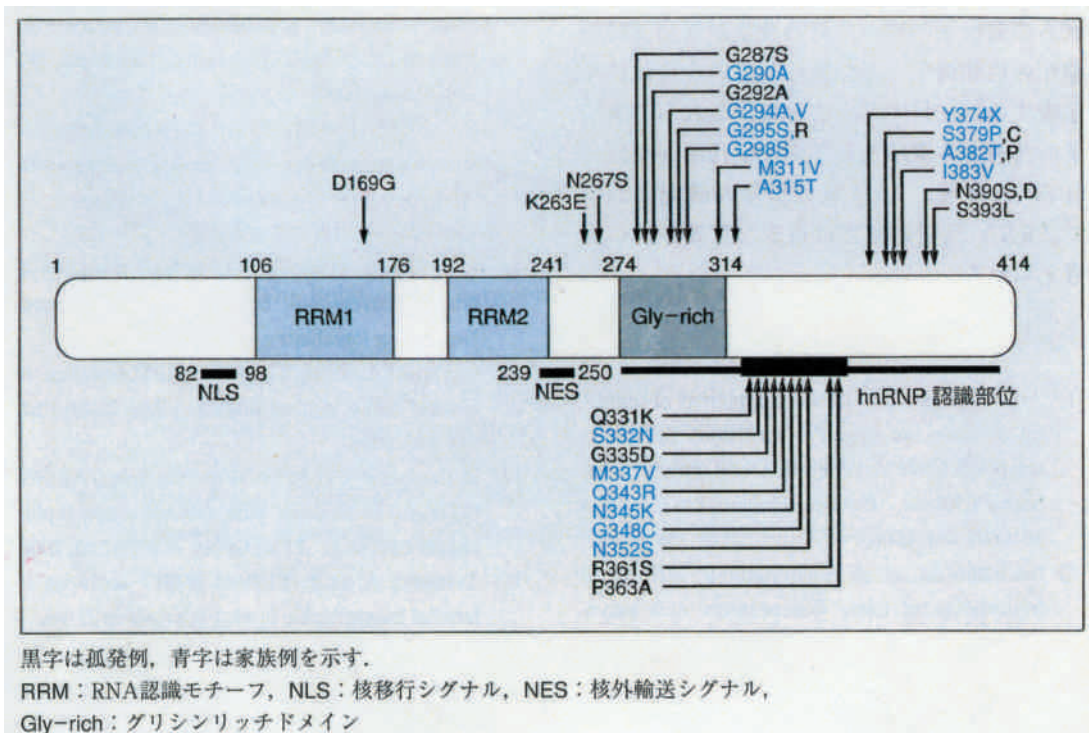 G287S
G290A
G292A
G294A,V
G295S,R
G298S
M311V
A315T
Y374X
S379P,C
A382T,P
I383V
N390S,D
S393L
D169G
N267S
K263E
1 106 176 192 241 274 314 414
RRM1 RRM2 Gly-rich
82 98 239 250
NLS NES hnRNP 認識部位
Q331K
S332N
G335D
M337V
Q343R
N345K
G348C
N352S
R361S
P363A
黒字は孤発例,青字は家族例を示す.
RRM:RNA認識モチーフ,NLS:核移行シグナル,NES:核外輸送シグナル,
Gly-rich:グリシンリッチドメイン